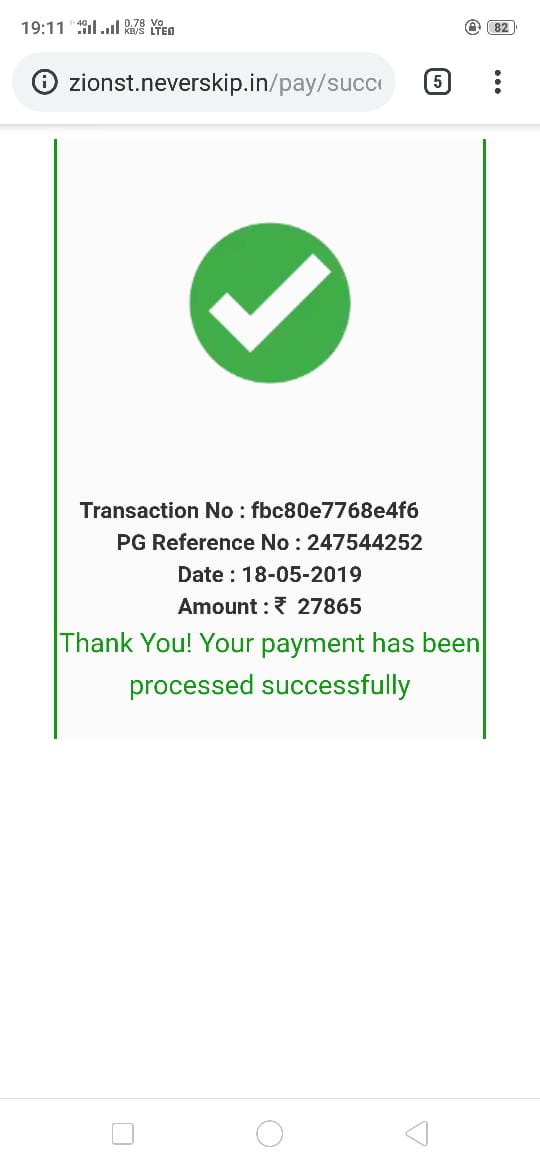 19:11 4G 0.78 KB/S Vo LTE 82
zionst.neverskip.in/pay/succ 5
Transaction No : fbc80e7768e4f6
PG Reference No : 247544252
Date : 18-05-2019
Amount : ₹ 27865
Thank You! Your payment has been
processed successfully